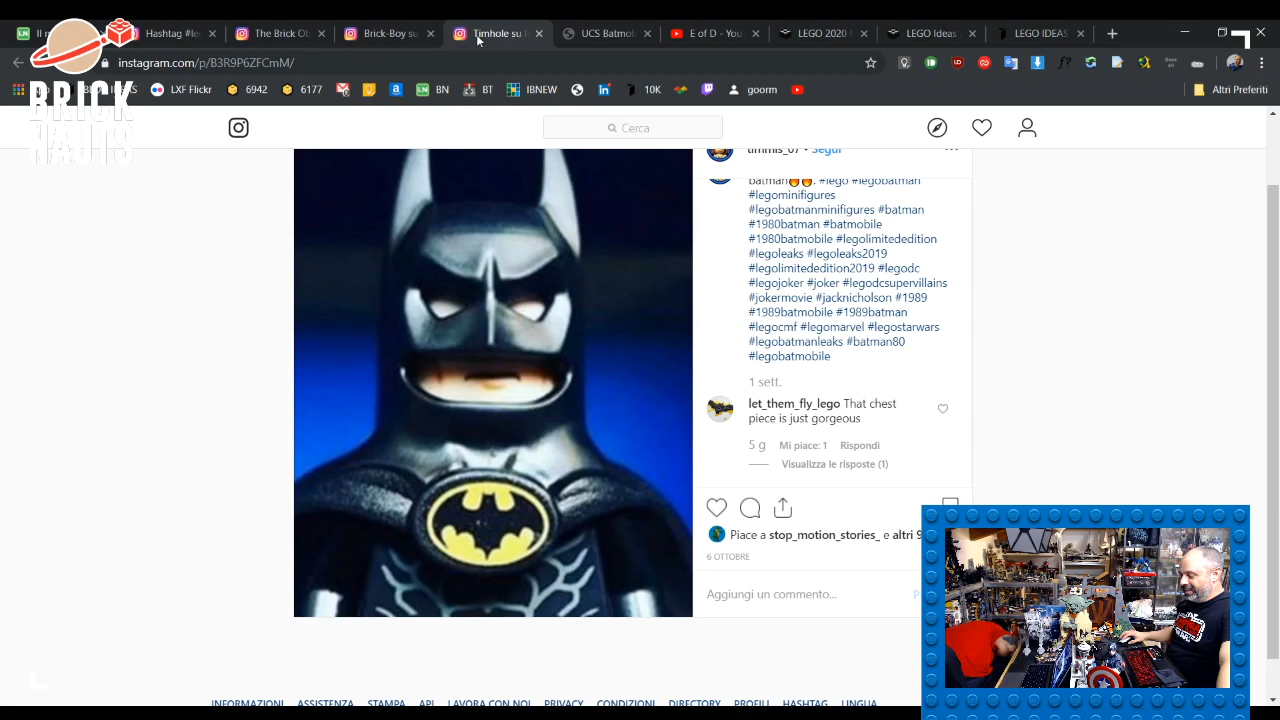 Hashtag #le
The Brick Ob
Brick-Boy su
Timhole su
UCS Batmob
E of D - You
LEGO 2020
LEGO Ideas
LEGO IDEAS
instagram.com/p/B3R9P6ZFCmM/
LXF Flickr
6942
6177
BN
BT
IBNEW
10K
goorm
Altri Preferiti
BRICK
NAUTS
Cerca
timmis_07 • Segui
batman🔥🔥. #lego #legobatman
#legominifigures
#legobatmanminifigures #batman
#1980batman #batmobile
#1980batmobile #legolimitededition
#legoleaks #legoleaks2019
#legolimitededition2019 #legodc
#legojoker #joker #legodcsupervillains
#jokermovie #jacknicholson #1989
#1989batmobile #1989batman
#legocmf #legomarvel #legostarwars
#legobatmanleaks #batman80
#legobatmobile
1 sett.
let_them_fly_lego That chest
piece is just gorgeous
5 g Mi piace: 1 Rispondi
Visualizza le risposte (1)
Piace a stop_motion_stories_ e altri 9
6 OTTOBRE
Aggiungi un commento...
INFORMAZIONI ASSISTENZA STAMPA API LAVORA CON NOI PRIVACY CONDIZIONI DIRECTORY PROFILI HASHTAG LINGUA